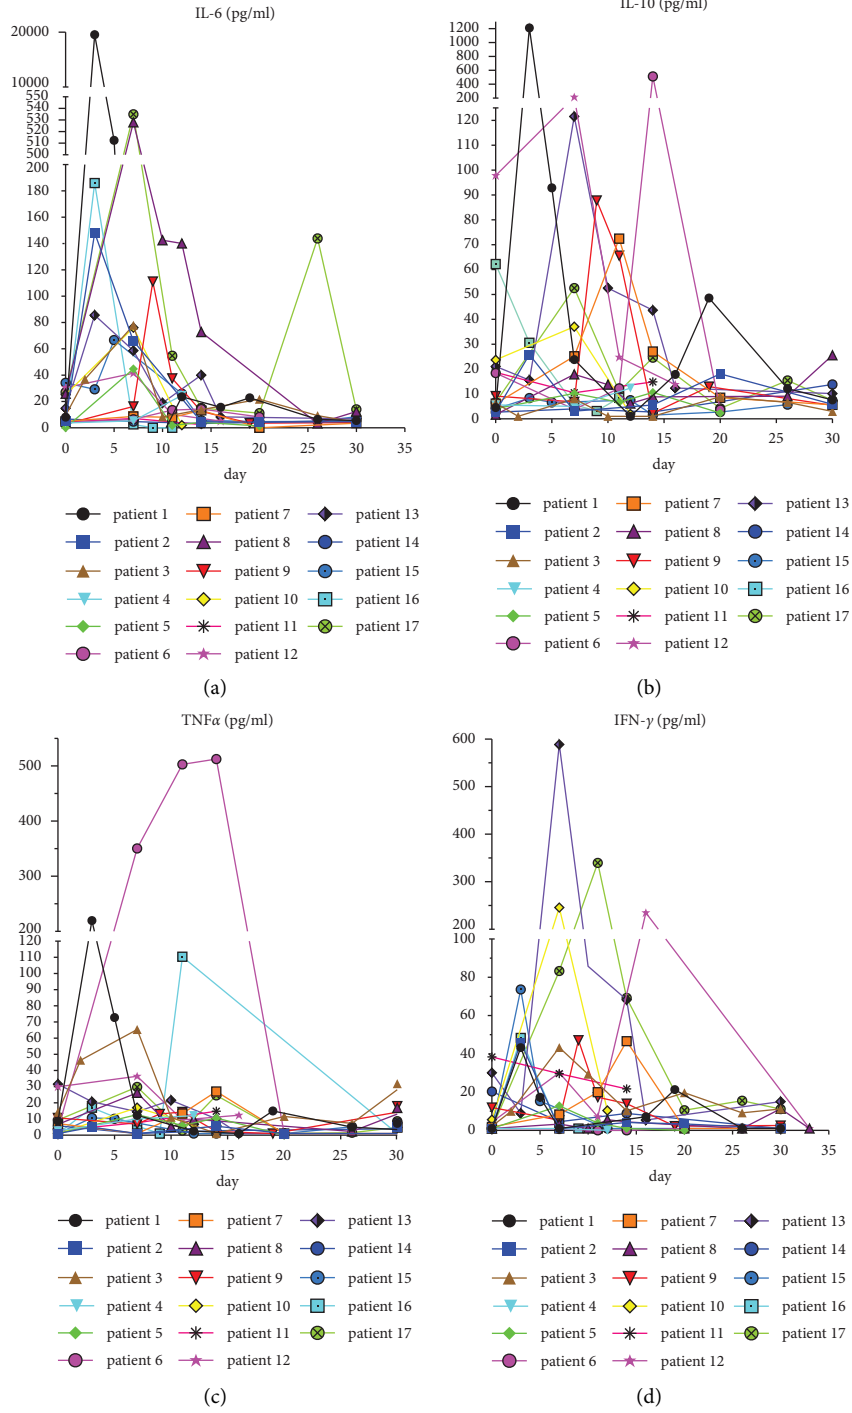 IL-6 (pg/ml)
20000
10000
550
540
530
520
510
500
200
180
160
140
120
100
80
60
40
20
0
0 5 10 15 20 25 30 35
day
patient 1 patient 7 patient 13
patient 2 patient 8 patient 14
patient 3 patient 9 patient 15
patient 4 patient 10 patient 16
patient 5 patient 11 patient 17
patient 6 patient 12
(a)
IL-10 (pg/ml)
1200
1000
800
600
400
200
120
100
80
70
60
50
40
30
20
10
0
0 5 10 15 20 25 30
day
patient 1 patient 7 patient 13
patient 2 patient 8 patient 14
patient 3 patient 9 patient 15
patient 4 patient 10 patient 16
patient 5 patient 11 patient 17
patient 6 patient 12
(b)
TNFα (pg/ml)
500
400
300
200
120
110
100
90
80
70
60
50
40
30
20
10
0
0 5 10 15 20 25 30
day
patient 1 patient 7 patient 13
patient 2 patient 8 patient 14
patient 3 patient 9 patient 15
patient 4 patient 10 patient 16
patient 5 patient 11 patient 17
patient 6 patient 12
(c)
IFN-γ (pg/ml)
600
400
300
200
100
80
60
40
20
0
0 5 10 15 20 25 30 35
day
patient 1 patient 7 patient 13
patient 2 patient 8 patient 14
patient 3 patient 9 patient 15
patient 4 patient 10 patient 16
patient 5 patient 11 patient 17
patient 6 patient 12
(d)